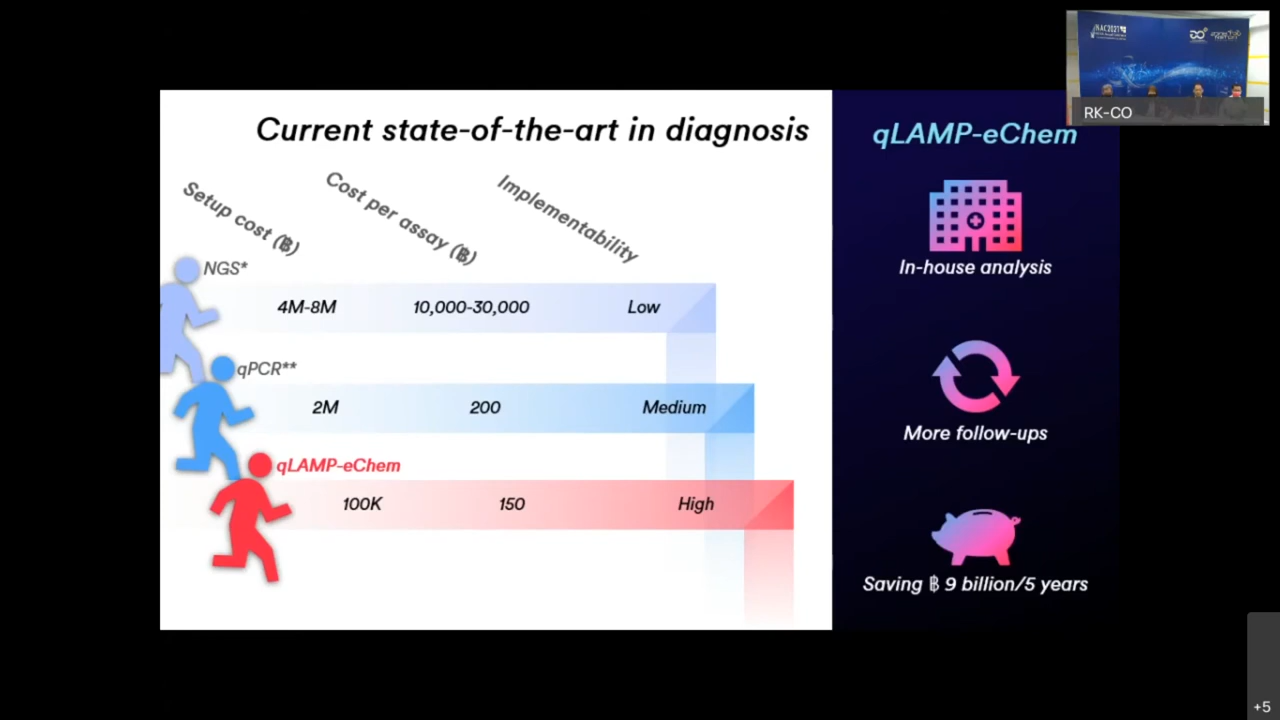 Current state-of-the-art in diagnosis
Setup cost (฿)
Cost per assay (฿)
Implementability
NGS*
4M-8M
10,000-30,000
Low
qPCR**
2M
200
Medium
qLAMP-eChem
100K
150
High
qLAMP-eChem
In-house analysis
More follow-ups
Saving ฿ 9 billion/5 years
NAC2021
RK-CO
+5